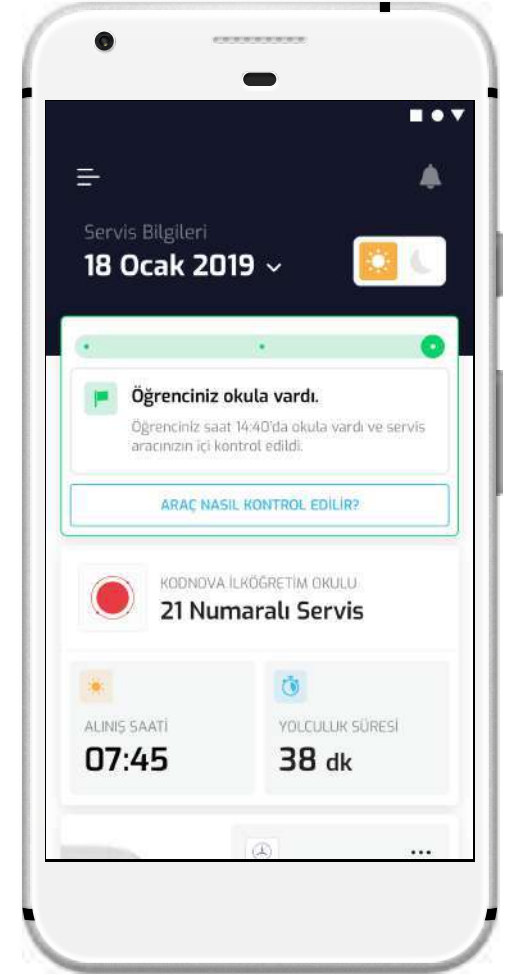 Servis Bilgileri
18 Ocak 2019
Öğrenciniz okula vardı.
Öğrenciniz saat 14:40'da okula vardı ve servis
aracınızın içi kontrol edildi.
ARAÇ NASIL KONTROL EDİLİR?
KODNOVA İLKÖĞRETİM OKULU
21 Numaralı Servis
ALINIŞ SAATİ
YOLCULUK SÜRESİ
07:45
38 dk